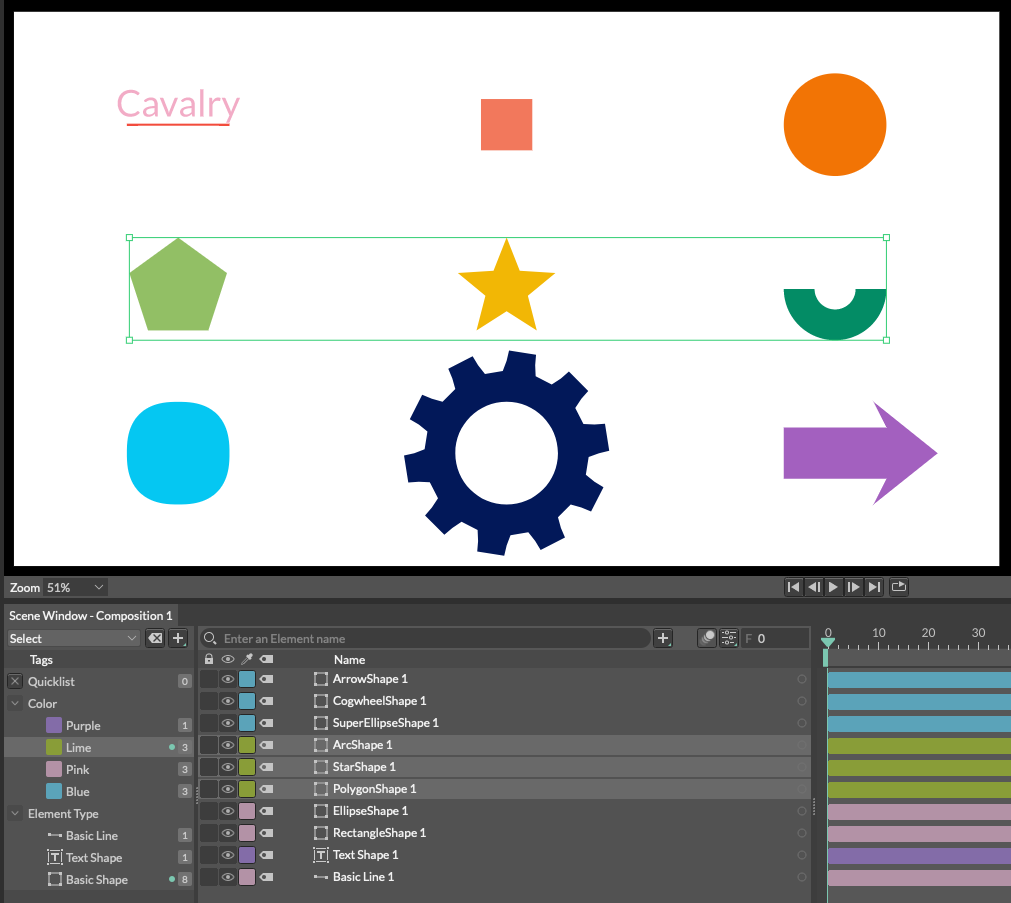 Cavalry
Zoom 51%
Scene Window - Composition 1
Select
Enter an Element name
F 0
0 10 20 30
Tags
Name
Quicklist 0
ArrowShape 1
Color
CogwheelShape 1
Purple 1
SuperEllipseShape 1
Lime 3
ArcShape 1
Pink 3
StarShape 1
Blue 3
PolygonShape 1
Element Type
EllipseShape 1
Basic Line 1
RectangleShape 1
T Text Shape 1
T Text Shape 1
Basic Shape 8
Basic Line 1